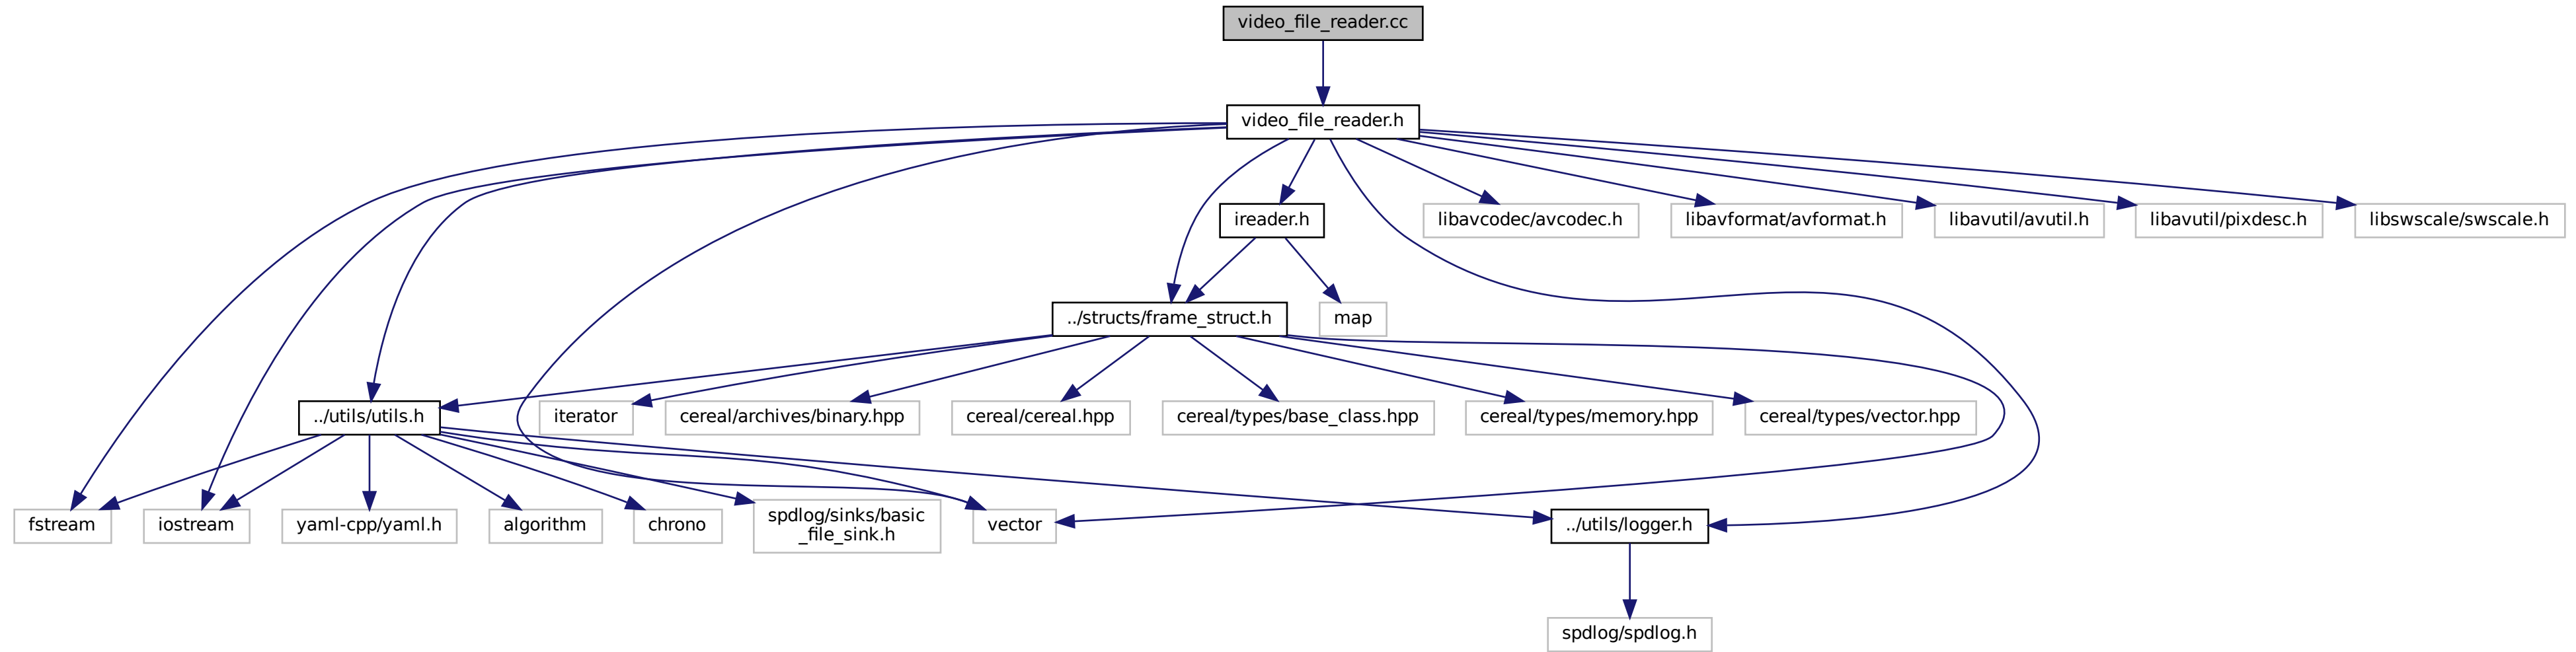 video_file_reader.cc
video_file_reader.h
ireader.h
libavcodec/avcodec.h
libavformat/avformat.h
libavutil/avutil.h
libavutil/pixdesc.h
libswscale/swscale.h
../structs/frame_struct.h
map
../utils/utils.h
iterator
cereal/archives/binary.hpp
cereal/cereal.hpp
cereal/types/base_class.hpp
cereal/types/memory.hpp
cereal/types/vector.hpp
fstream
iostream
yaml-cpp/yaml.h
algorithm
chrono
spdlog/sinks/basic
_file_sink.h
vector
../utils/logger.h
spdlog/spdlog.h